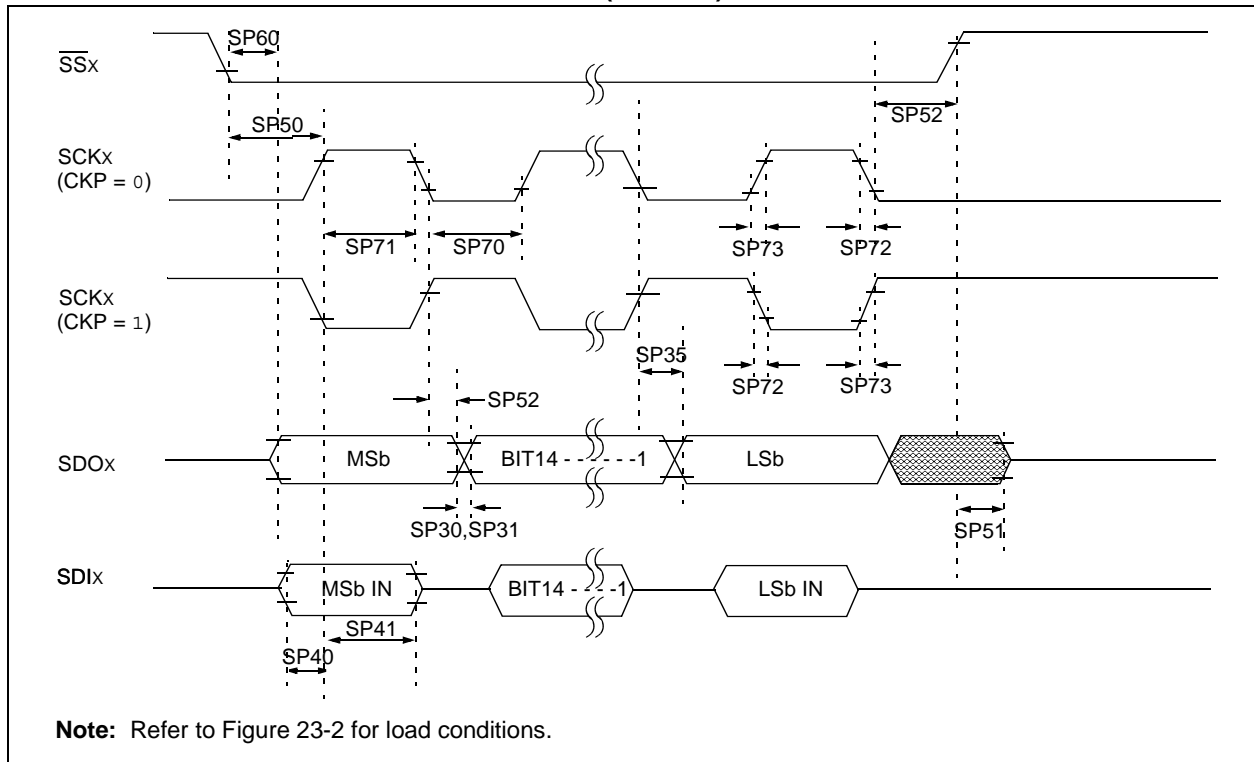 SP60
SSX
SP50
SP52
SCKX
(CKP = 0)
SP71
SP70
SP73
SP72
SCKX
(CKP = 1)
SP35
SP72
SP73
SP52
SDOX
MSb
BIT14 - - - - - -1
LSb
SP30,SP31
SP51
SDIX
MSb IN
BIT14 - - - -1
LSb IN
SP41
SP40
Note: Refer to Figure 23-2 for load conditions.